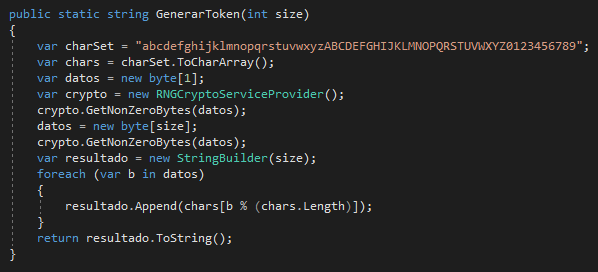 public static string GenerarToken(int size)
{
var charSet = "abcdefghijklmnopqrstuvwxyzABCDEFGHIJKLMNOPQRSTUVWXYZ0123456789";
var chars = charSet.ToCharArray();
var datos = new byte[1];
var crypto = new RNGCryptoServiceProvider();
crypto.GetNonZeroBytes(datos);
datos = new byte[size];
crypto.GetNonZeroBytes(datos);
var resultado = new StringBuilder(size);
foreach (var b in datos)
{
resultado.Append(chars[b % (chars.Length)]);
}
return resultado.ToString();
}